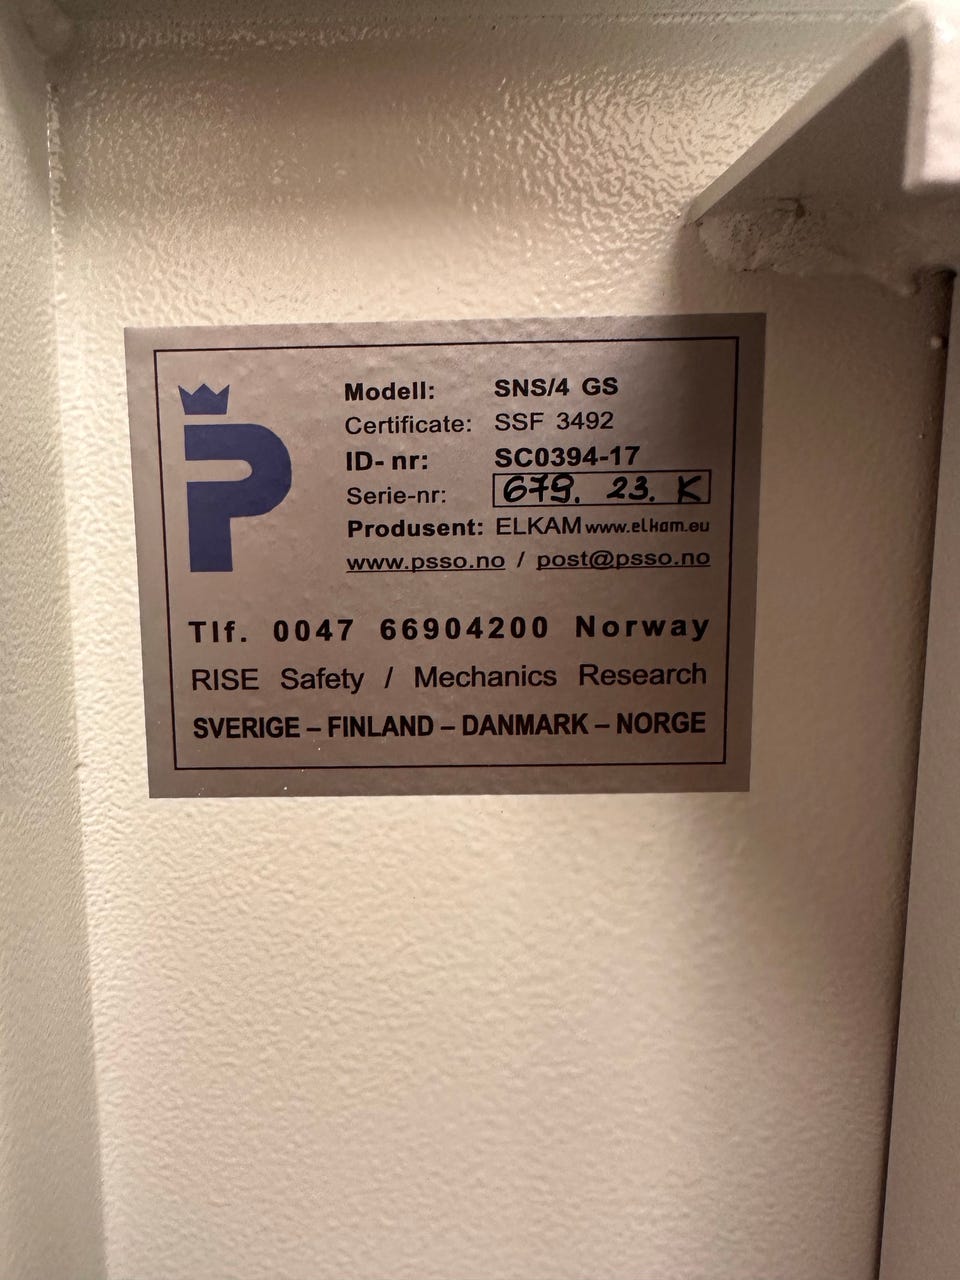 P
Modell: SNS/4 GS
Certificate: SSF 3492
ID- nr: SC0394-17
Serie-nr: 679. 23. K
Produsent: ELKAM www.elkam.eu
www.psso.no / post@psso.no
Tlf. 0047 66904200 Norway
RISE Safety / Mechanics Research
SVERIGE – FINLAND – DANMARK – NORGE